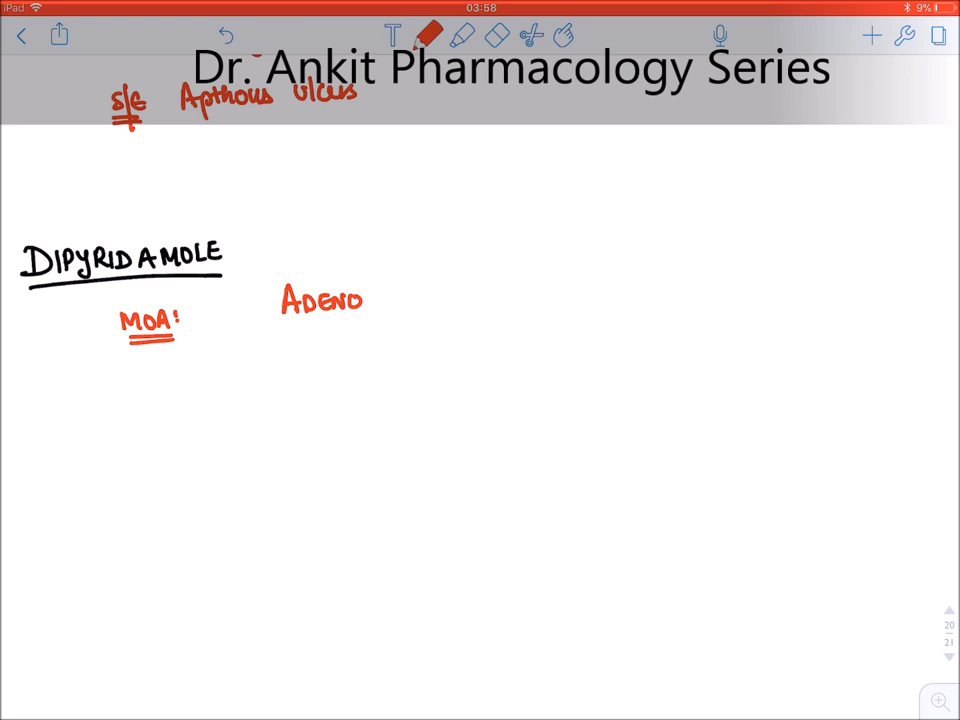 iPad 03:58 9%
T
Dr. Ankit Pharmacology Series
S/E Apthous ulcers
DIPYRIDAMOLE
MOA:
ADENO
20
21